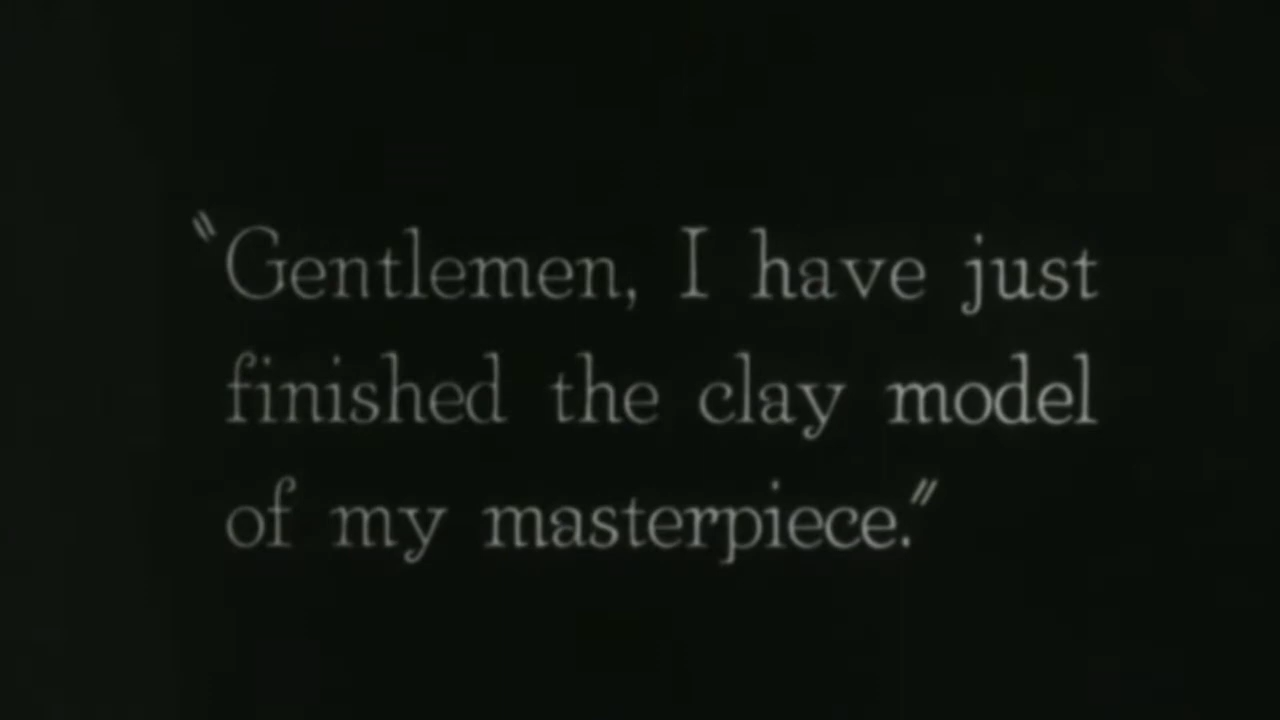 "Gentlemen, I have just
finished the clay model
of my masterpiece."